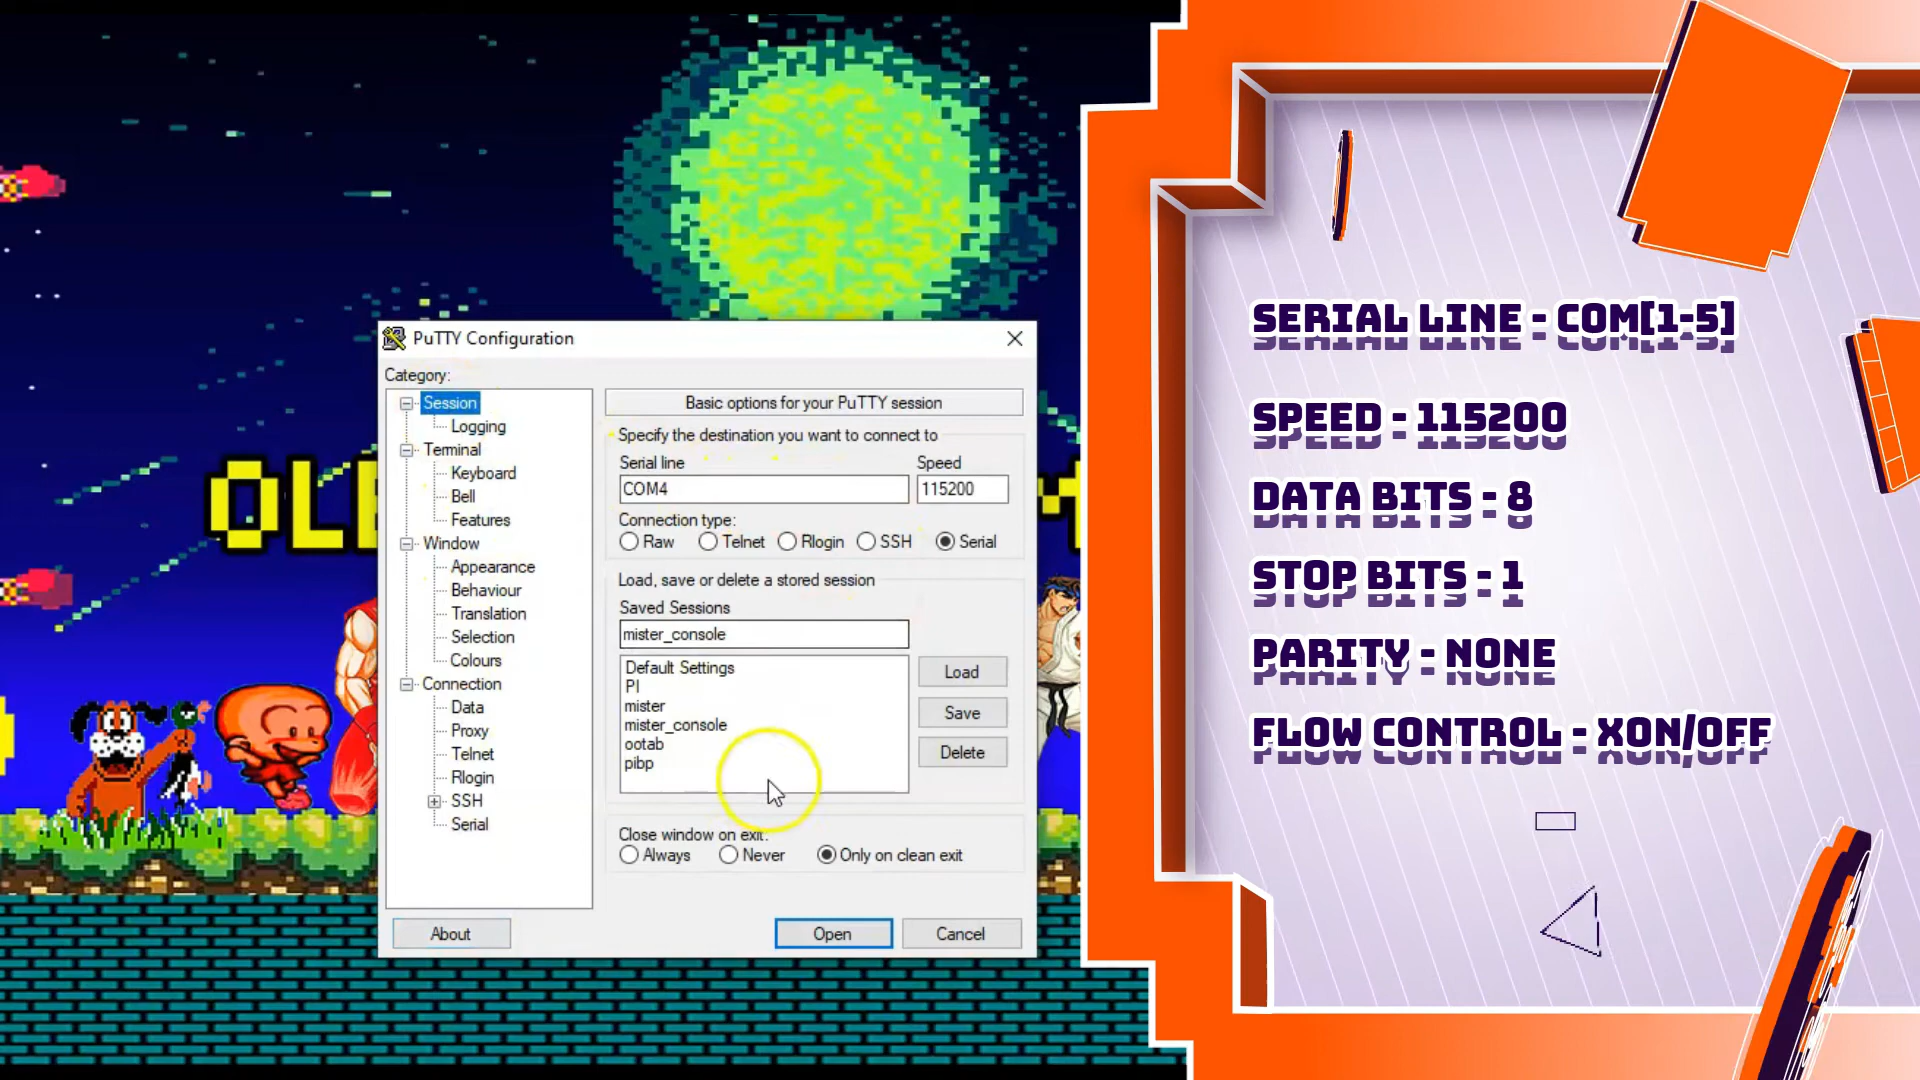 OLE
PuTTY Configuration
Category:
Session
Logging
Terminal
Keyboard
Bell
Features
Window
Appearance
Behaviour
Translation
Selection
Colours
Connection
Data
Proxy
Telnet
Rlogin
SSH
Serial
Basic options for your PuTTY session
Specify the destination you want to connect to
Serial line
Speed
COM4
115200
Connection type:
Raw
Telnet
Rlogin
SSH
Serial
Load, save or delete a stored session
Saved Sessions
mister_console
Default Settings
PI
mister
mister_console
ootab
pibp
Load
Save
Delete
Close window on exit:
Always
Never
Only on clean exit
About
Open
Cancel
SERIAL LINE - COM[1-5]
SPEED - 115200
DATA BITS - 8
STOP BITS - 1
PARITY - NONE
FLOW CONTROL - XON/OFF